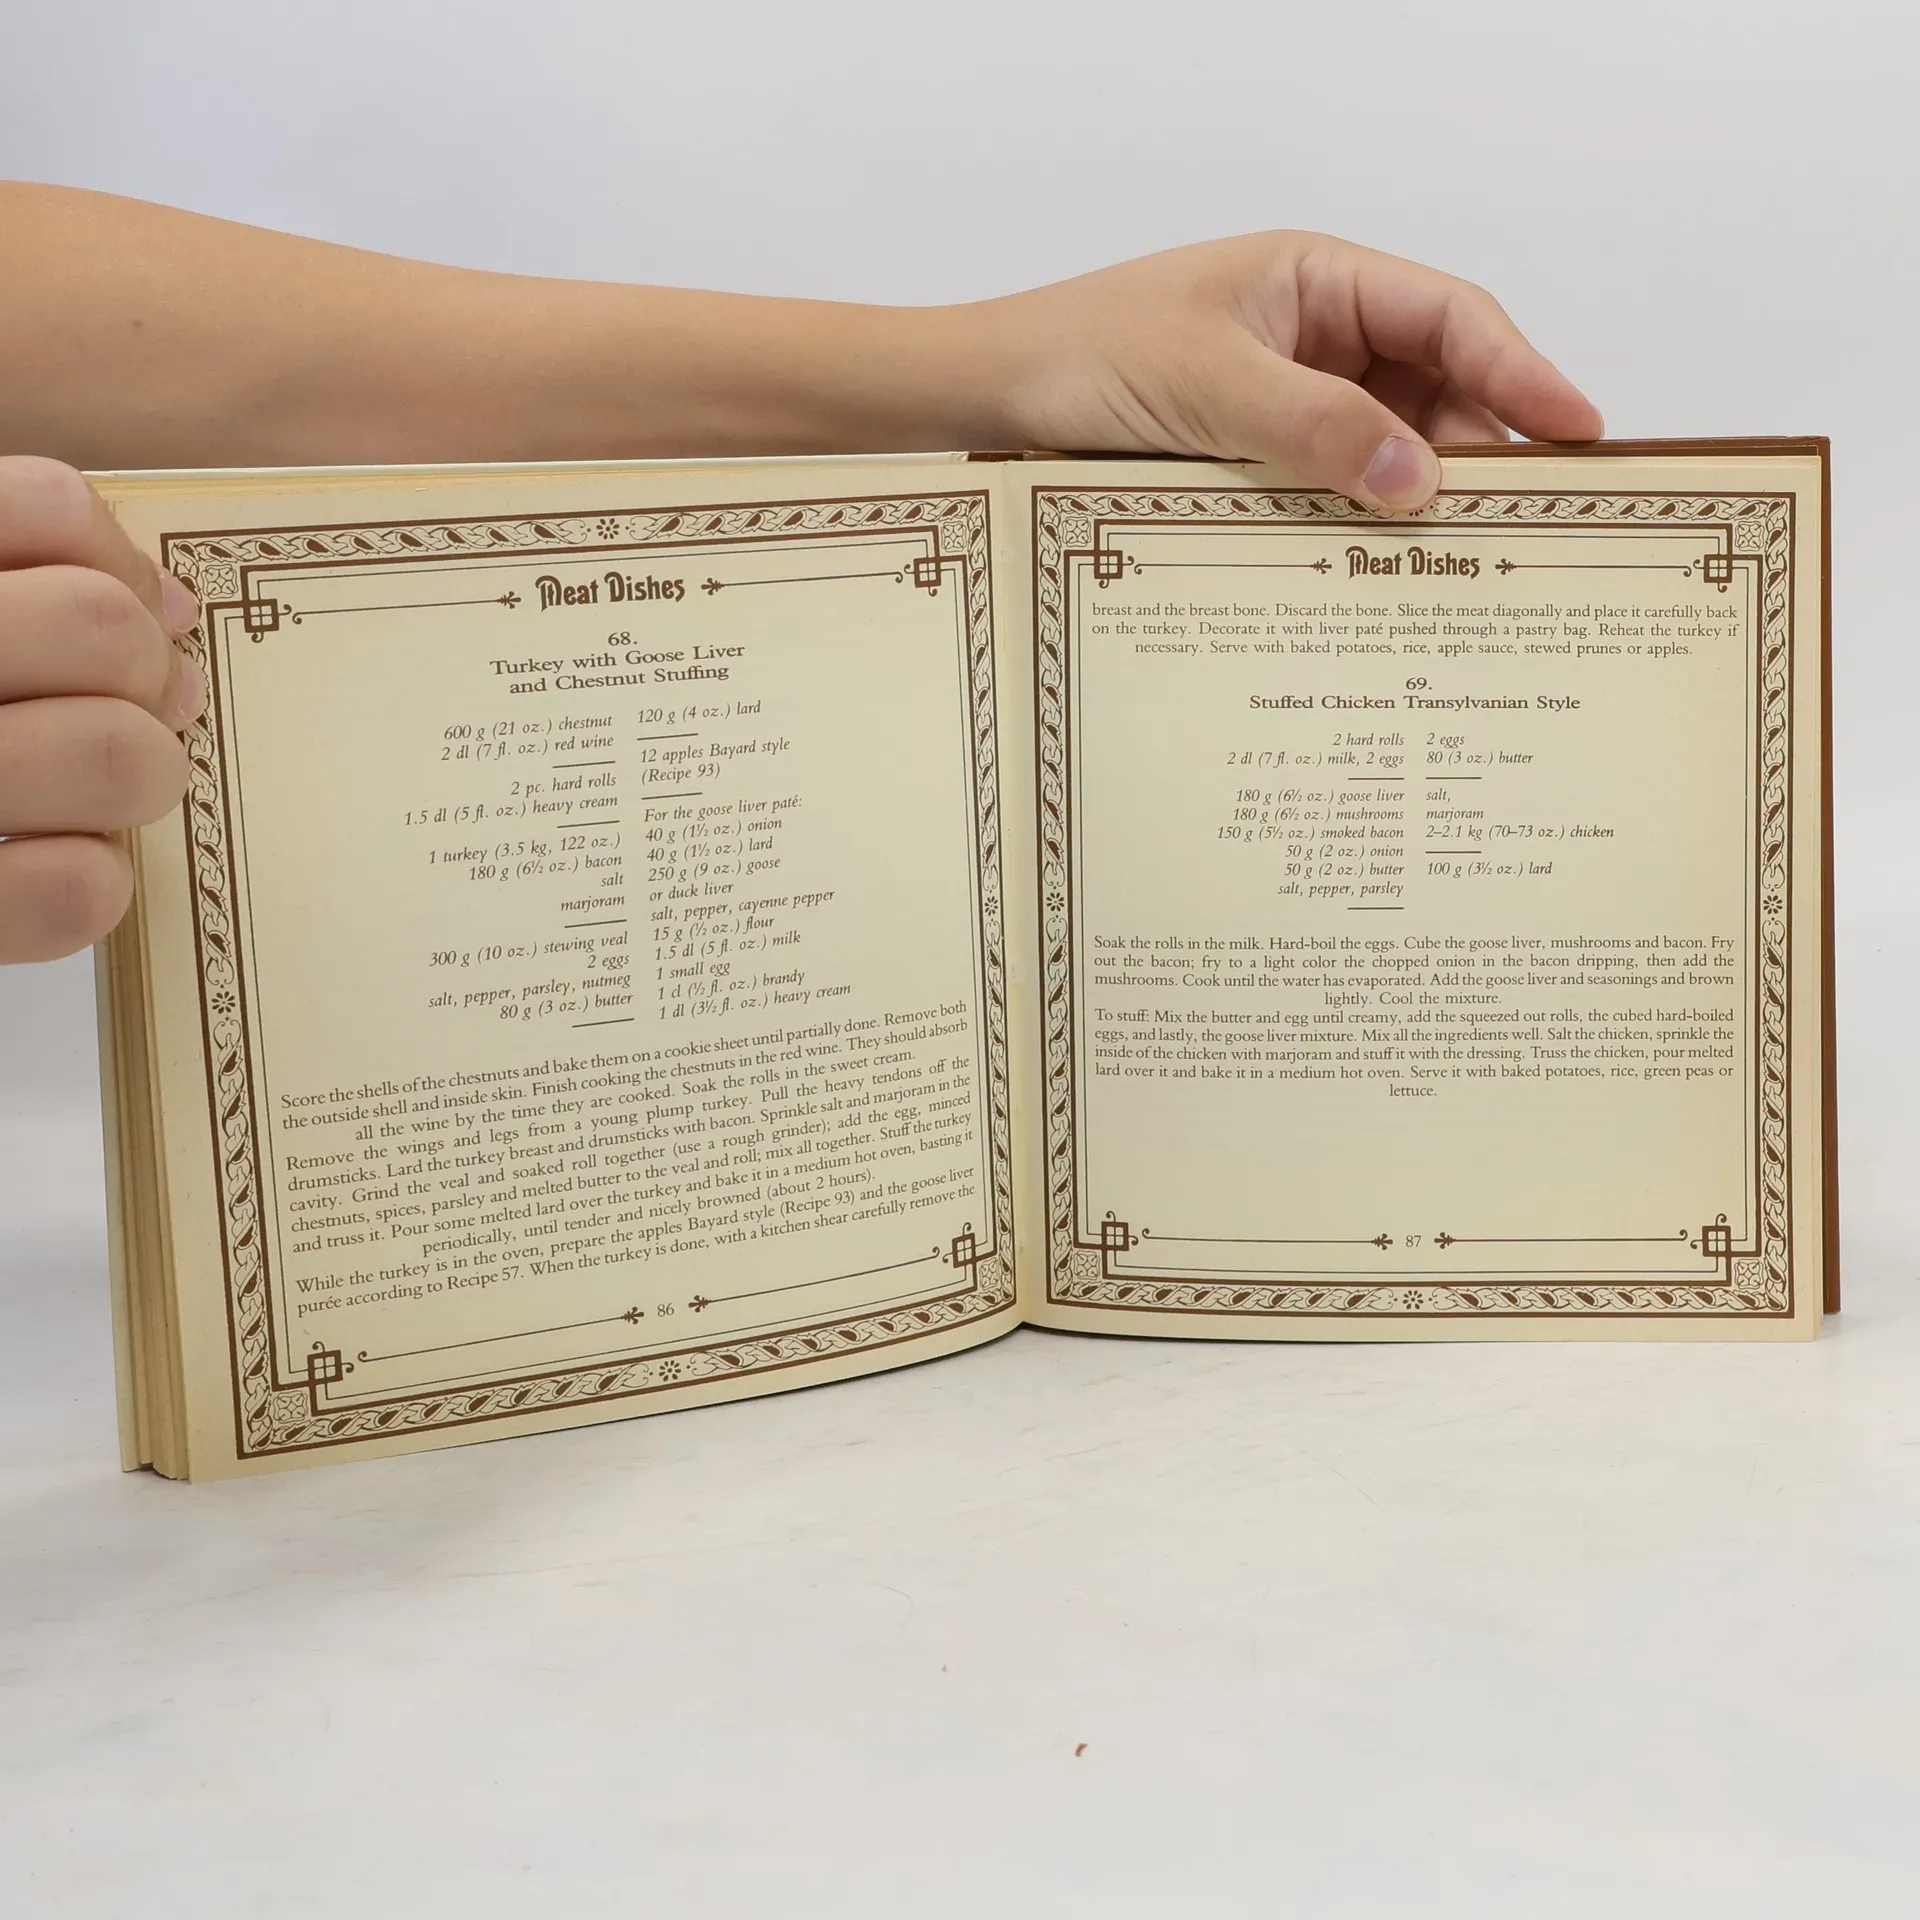 Meat Dishes
68.
Turkey with Goose Liver
and Chestnut Stuffing
600 g (21 oz.) chestnut
2 dl (7 fl. oz.) red wine
2 pc. hard rolls
1.5 dl (5 fl. oz.) heavy cream
1 turkey (3.5 kg, 122 oz.)
180 g (6½ oz.) bacon
salt
marjoram
300 g (10 oz.) stewing veal
2 eggs
salt, pepper, parsley, nutmeg
80 g (3 oz.) butter
120 g (4 oz.) lard
12 apples Bayard style
(Recipe 93)
For the goose liver paté:
40 g (1½ oz.) onion
40 g (1½ oz.) lard
250 g (9 oz.) goose
or duck liver
salt, pepper, cayenne pepper
15 g (½ oz.) flour
1.5 dl (5 fl. oz.) milk
1 small egg
1 cl (½ fl. oz.) brandy
1 dl (3½ fl. oz.) heavy cream
Score the shells of the chestnuts and bake them on a cookie sheet until partially done. Remove both
the outside shell and inside skin. Finish cooking the chestnuts in the red wine. They should absorb
all the wine by the time they are cooked. Soak the rolls in the sweet cream.
Remove the wings and legs from a young plump turkey. Pull the heavy tendons off the
drumsticks. Lard the turkey breast and drumsticks with bacon. Sprinkle salt and marjoram in the
cavity. Grind the veal and soaked roll together (use a rough grinder); add the egg, minced
chestnuts, spices, parsley and melted butter to the veal and roll; mix all together. Stuff the turkey
and truss it. Pour some melted lard over the turkey and bake it in a medium hot oven, basting it
periodically, until tender and nicely browned (about 2 hours).
While the turkey is in the oven, prepare the apples Bayard style (Recipe 93) and the goose liver
purée according to Recipe 57. When the turkey is done, with a kitchen shear carefully remove the
86
Meat Dishes
breast and the breast bone. Discard the bone. Slice the meat diagonally and place it carefully back
on the turkey. Decorate it with liver paté pushed through a pastry bag. Reheat the turkey if
necessary. Serve with baked potatoes, rice, apple sauce, stewed prunes or apples.
69.
Stuffed Chicken Transylvanian Style
2 hard rolls
2 dl (7 fl. oz.) milk, 2 eggs
180 g (6½ oz.) goose liver
180 g (6½ oz.) mushrooms
150 g (5½ oz.) smoked bacon
50 g (2 oz.) onion
50 g (2 oz.) butter
salt, pepper, parsley
2 eggs
80 (3 oz.) butter
salt,
marjoram
2–2.1 kg (70–73 oz.) chicken
100 g (3½ oz.) lard
Soak the rolls in the milk. Hard-boil the eggs. Cube the goose liver, mushrooms and bacon. Fry
out the bacon; fry to a light color the chopped onion in the bacon dripping, then add the
mushrooms. Cook until the water has evaporated. Add the goose liver and seasonings and brown
lightly. Cool the mixture.
To stuff: Mix the butter and egg until creamy, add the squeezed out rolls, the cubed hard-boiled
eggs, and lastly, the goose liver mixture. Mix all the ingredients well. Salt the chicken, sprinkle the
inside of the chicken with marjoram and stuff it with the dressing. Truss the chicken, pour melted
lard over it and bake it in a medium hot oven. Serve it with baked potatoes, rice, green peas or
lettuce.
87